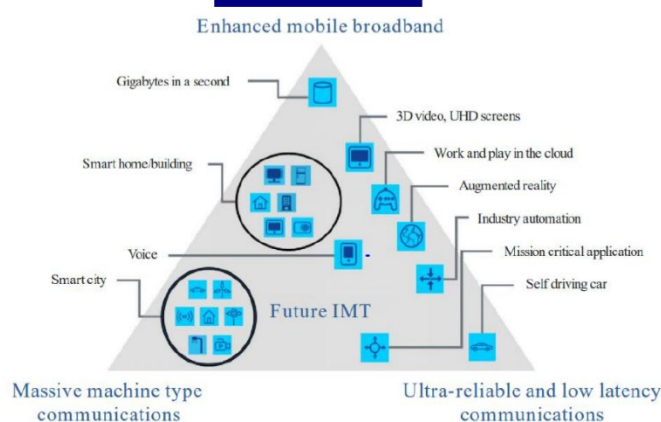 Enhanced mobile broadband
Gigabytes in a second
3D video, UHD screens
Smart home/building
Work and play in the cloud
Augmented reality
Industry automation
Voice
Mission critical application
Smart city
Self driving car
Future IMT
Massive machine type
communications
Ultra-reliable and low latency
communications